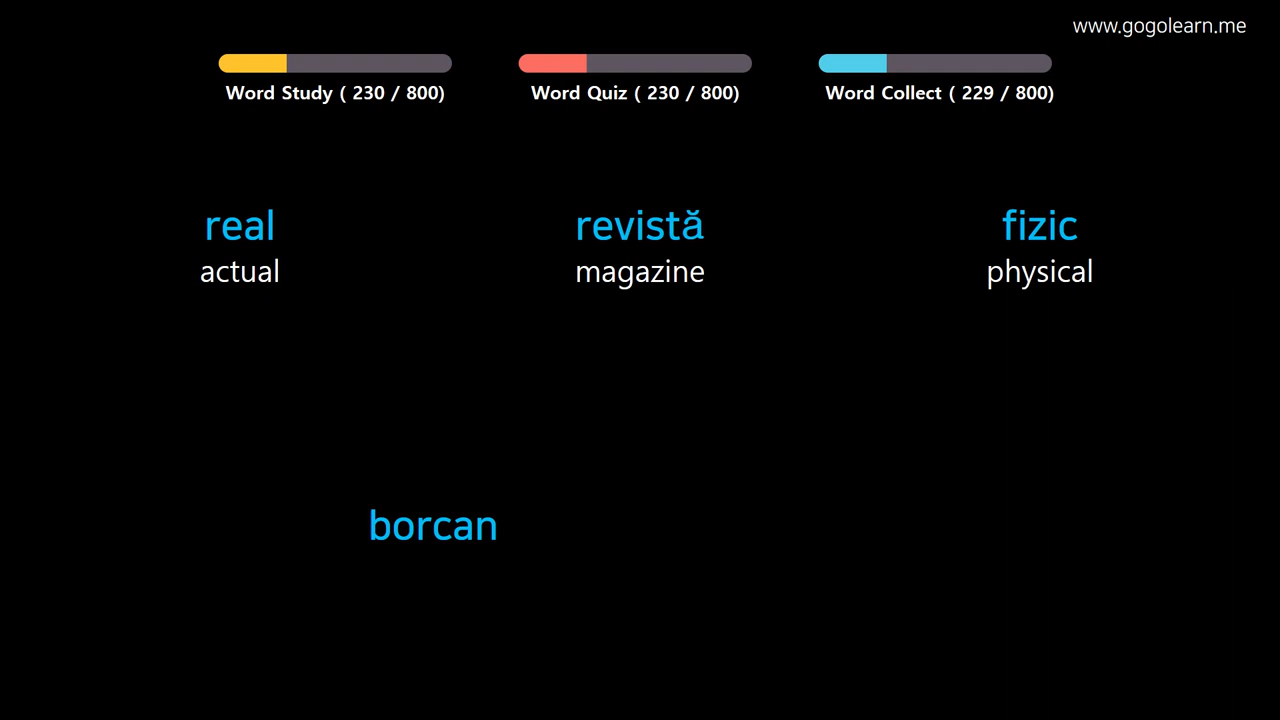 www.gogolearn.me
Word Study ( 230 / 800)
Word Quiz ( 230 / 800)
Word Collect ( 229 / 800)
real
actual
revistă
magazine
fizic
physical
borcan